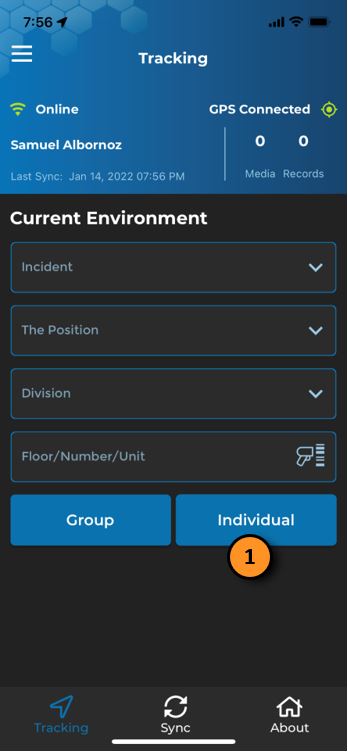 7:56
Tracking
Online
GPS Connected
Samuel Albornoz
0 0
Last Sync: Jan 14, 2022 07:56 PM
Media Records
Current Environment
Incident
The Position
Division
Floor/Number/Unit
Group
Individual
1
Tracking
Sync
About